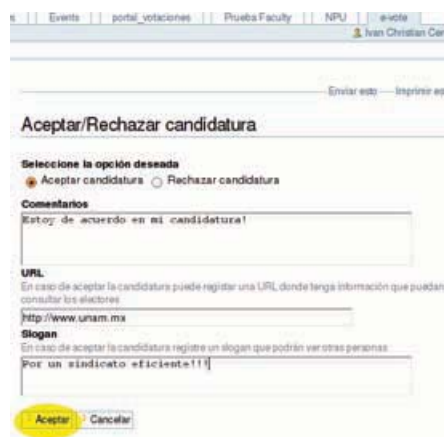 Events portal_votaciones Prueba Faculty NPU e-vote
Ivan Christian Cer
Enviar esto Imprimir es
Aceptar/Rechazar candidatura
Seleccione la opción deseada
Aceptar candidatura Rechazar candidatura
Comentarios
Estoy de acuerdo en mi candidatura!
URL
En caso de aceptar la candidatura puede registar una URL donde tenga información que puedan
consultar los electores
http://www.unam.mx
Slogan
En caso de aceptar la candidatura registre un slogan que podrán ver otras personas
Por un sindicato eficiente!!!
Aceptar Cancelar